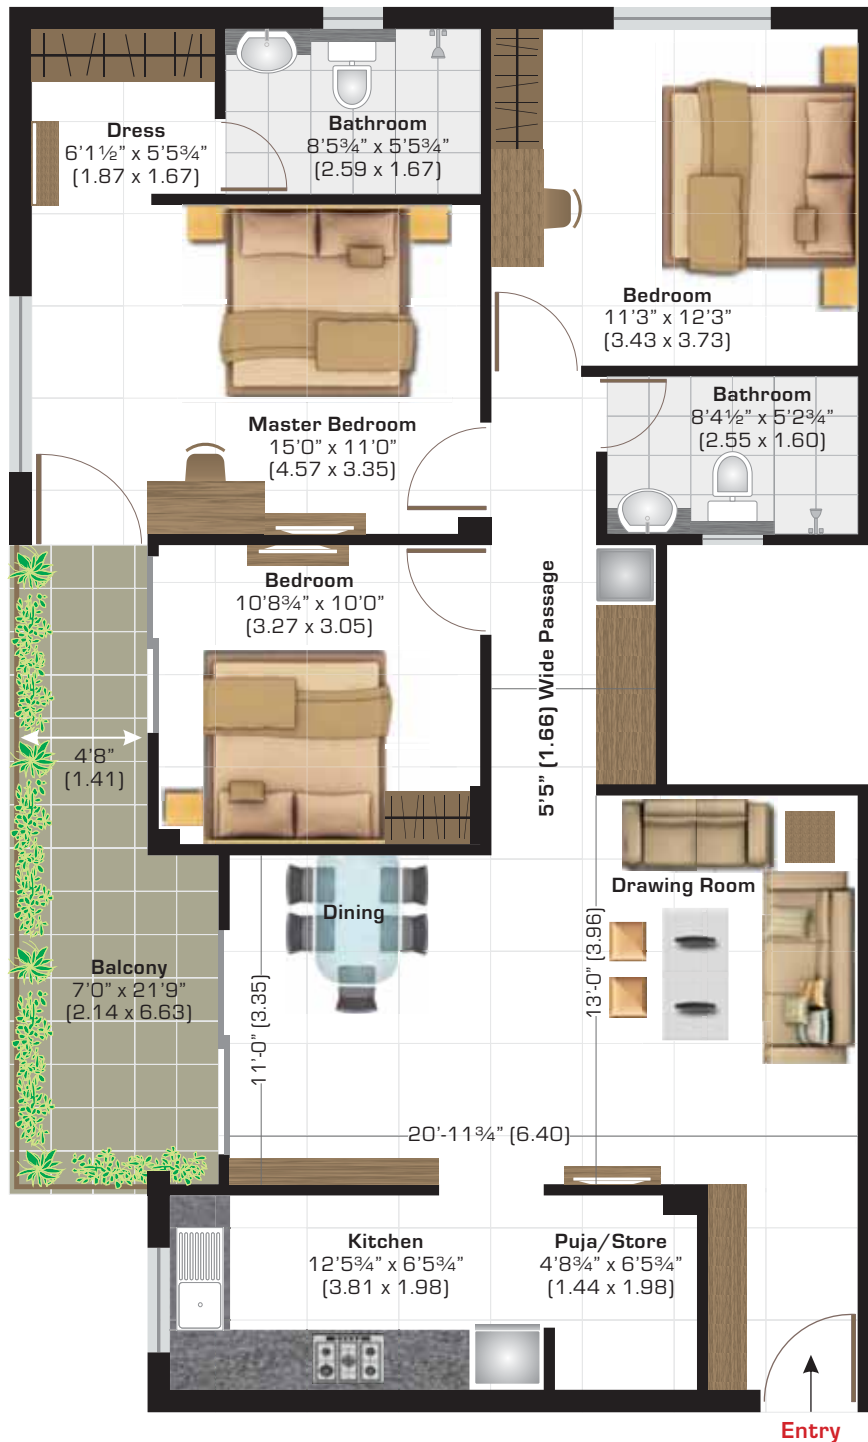 Dress
6'1½” x 5'5¾”
(1.87 x 1.67)
Bathroom
8'5¾” x 5'5¾”
(2.59 x 1.67)
Bedroom
11'3” x 12'3”
(3.43 x 3.73)
Master Bedroom
15'0” x 11'0”
(4.57 x 3.35)
Bathroom
8'4½” x 5'2¾”
(2.55 x 1.60)
Bedroom
10'8¾” x 10'0”
(3.27 x 3.05)
5'5” (1.66) Wide Passage
4'8”
(1.41)
Drawing Room
Dining
Balcony
7'0” x 21'9”
(2.14 x 6.63)
11'-0” (3.35)
13'-0” (3.96)
20'-11¾” (6.40)
Kitchen
12'5¾” x 6'5¾”
(3.81 x 1.98)
Puja/Store
4'8¾” x 6'5¾”
(1.44 x 1.98)
Entry